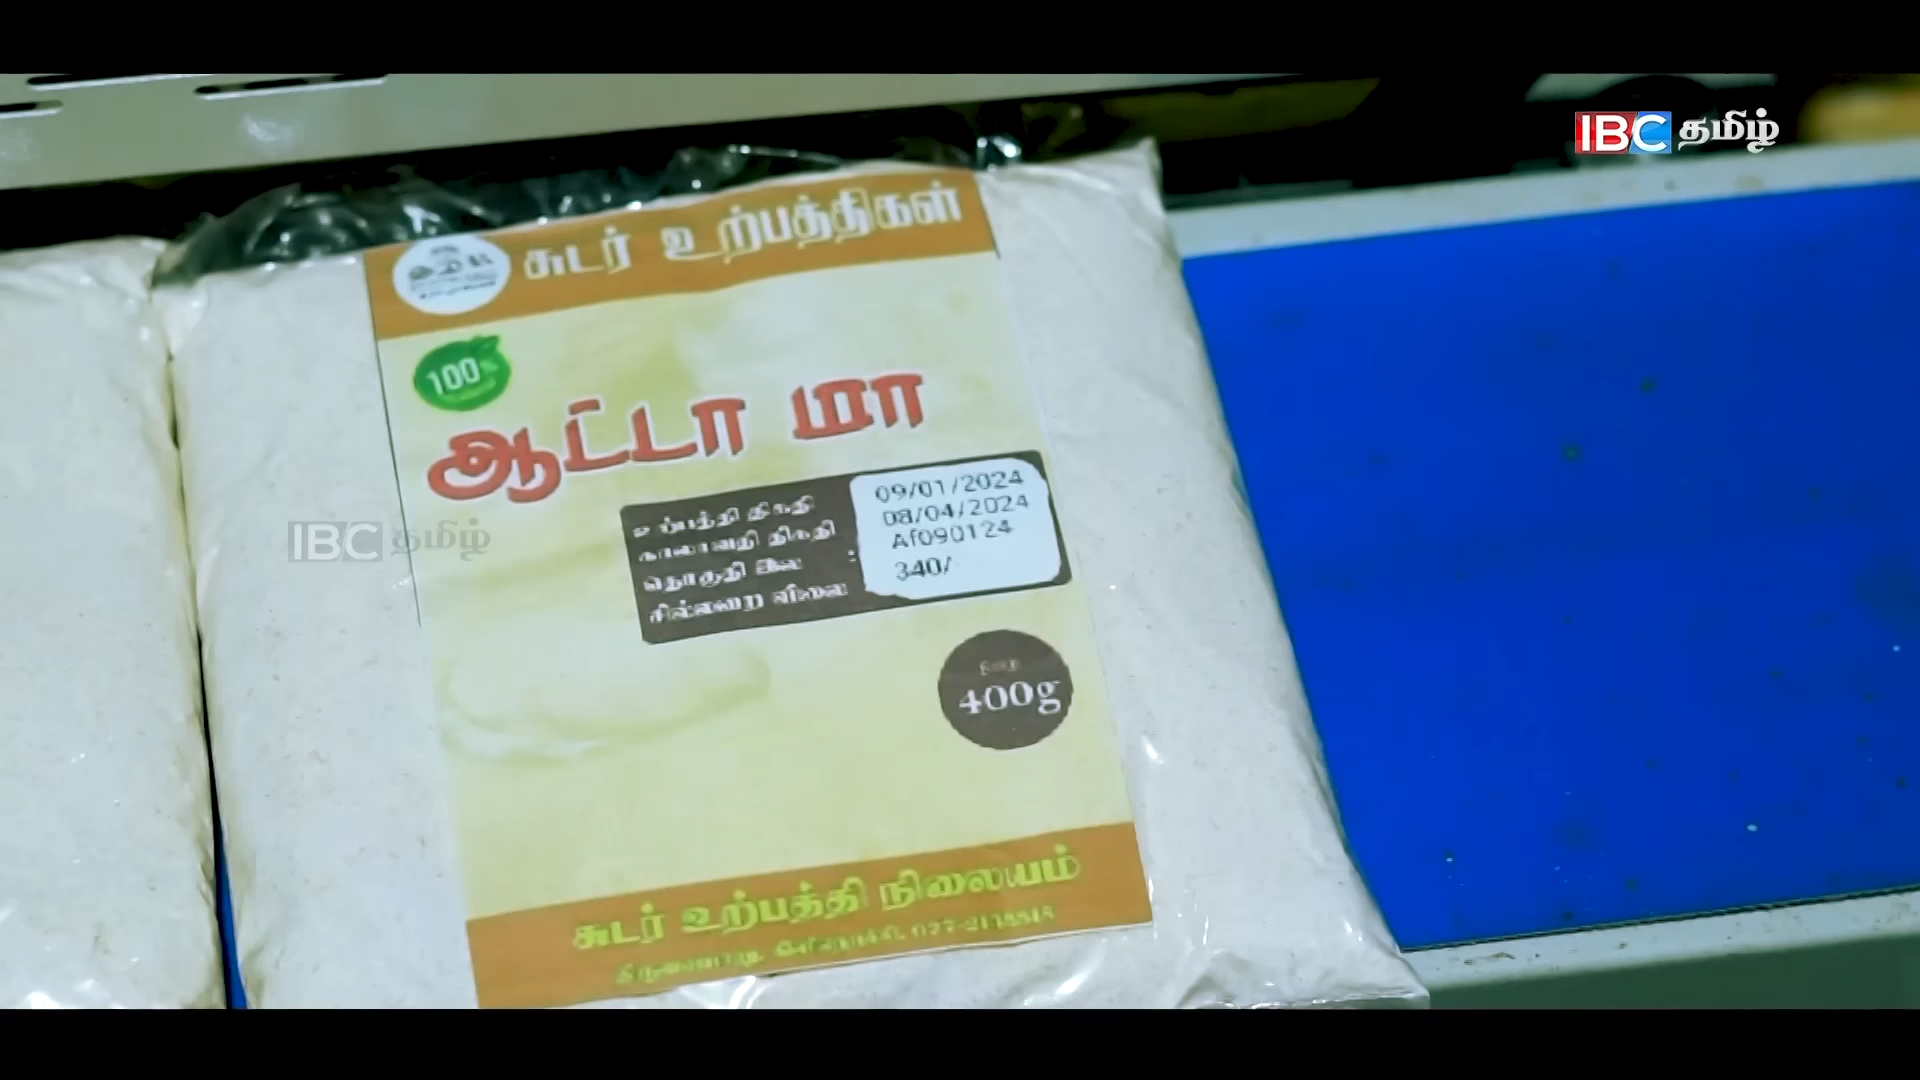 IBC தமிழ்
சுடர் உற்பத்திகள்
100%
ஆட்டா மா
உற்பத்தி திகதி
காலாவதி திகதி
தொகுதி இல :
சில்லறை விலை
09/01/2024
08/04/2024
Af090124
340/
IBC தமிழ்
நிறை
400g
சுடர் உற்பத்தி நிலையம்